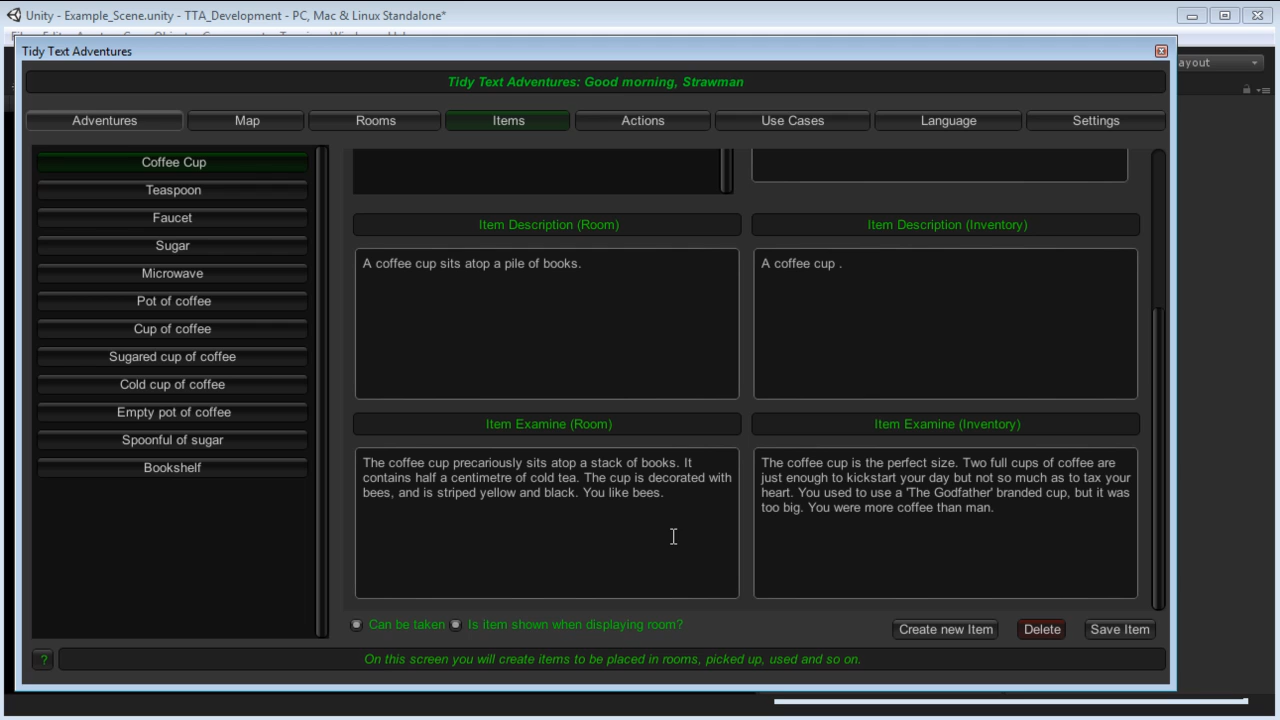 Unity - Example_Scene.unity - TTA_Development - PC, Mac & Linux Standalone*
Tidy Text Adventures
ayout
Tidy Text Adventures: Good morning, Strawman
Adventures Map Rooms Items Actions Use Cases Language Settings
Coffee Cup
Teaspoon
Faucet
Sugar
Microwave
Pot of coffee
Cup of coffee
Sugared cup of coffee
Cold cup of coffee
Empty pot of coffee
Spoonful of sugar
Bookshelf
Item Description (Room)
A coffee cup sits atop a pile of books.
Item Description (Inventory)
A coffee cup .
Item Examine (Room)
The coffee cup precariously sits atop a stack of books. It
contains half a centimetre of cold tea. The cup is decorated with
bees, and is striped yellow and black. You like bees.
Item Examine (Inventory)
The coffee cup is the perfect size. Two full cups of coffee are
just enough to kickstart your day but not so much as to tax your
heart. You used to use a 'The Godfather' branded cup, but it was
too big. You were more coffee than man.
Can be taken Is item shown when displaying room?
Create new Item Delete Save Item
? On this screen you will create items to be placed in rooms, picked up, used and so on.